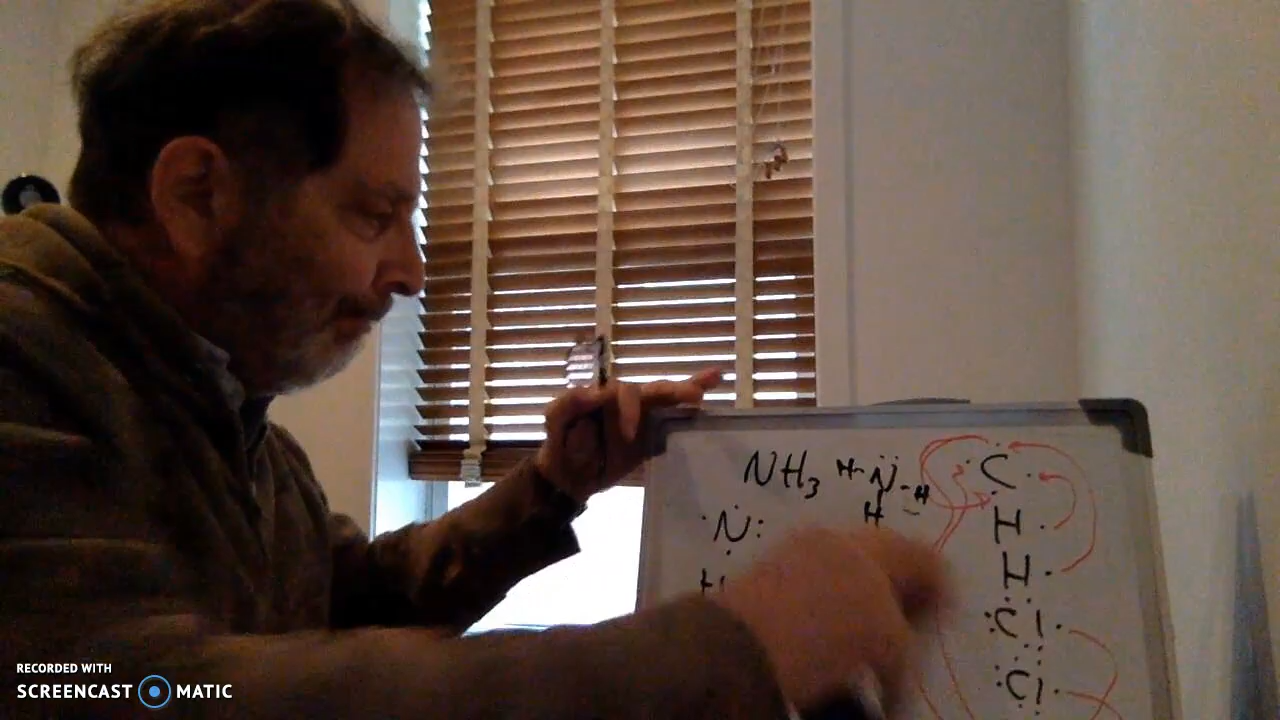 NH₃ H-N-H
H
N
H
C
H
H
Cl
Cl
RECORDED WITH
SCREENCAST MATIC